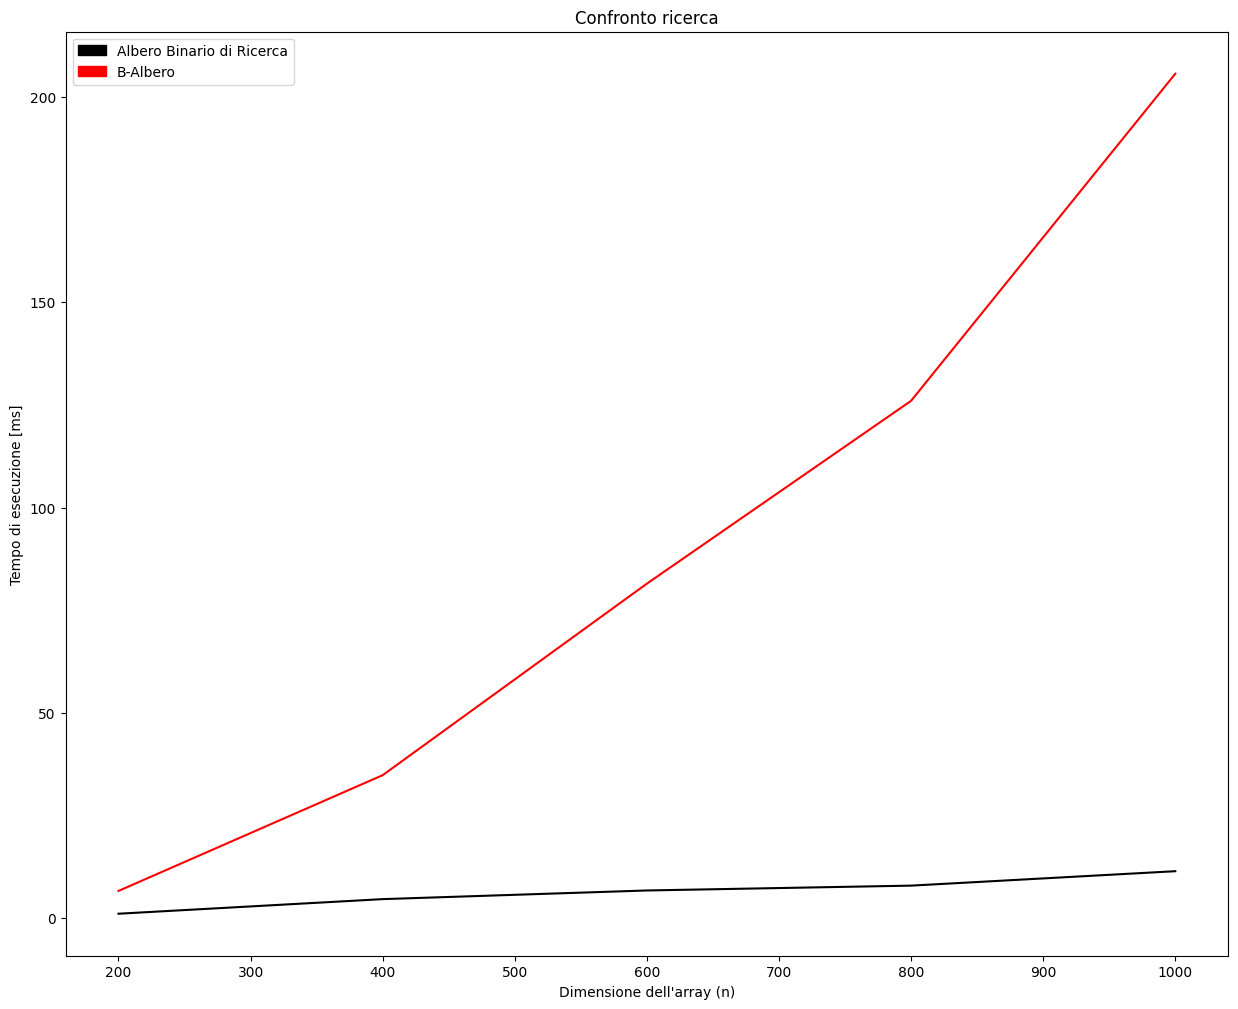 Confronto ricerca
Albero Binario di Ricerca
B-Albero
200
150
100
50
0
Tempo di esecuzione [ms]
200 300 400 500 600 700 800 900 1000
Dimensione dell'array (n)